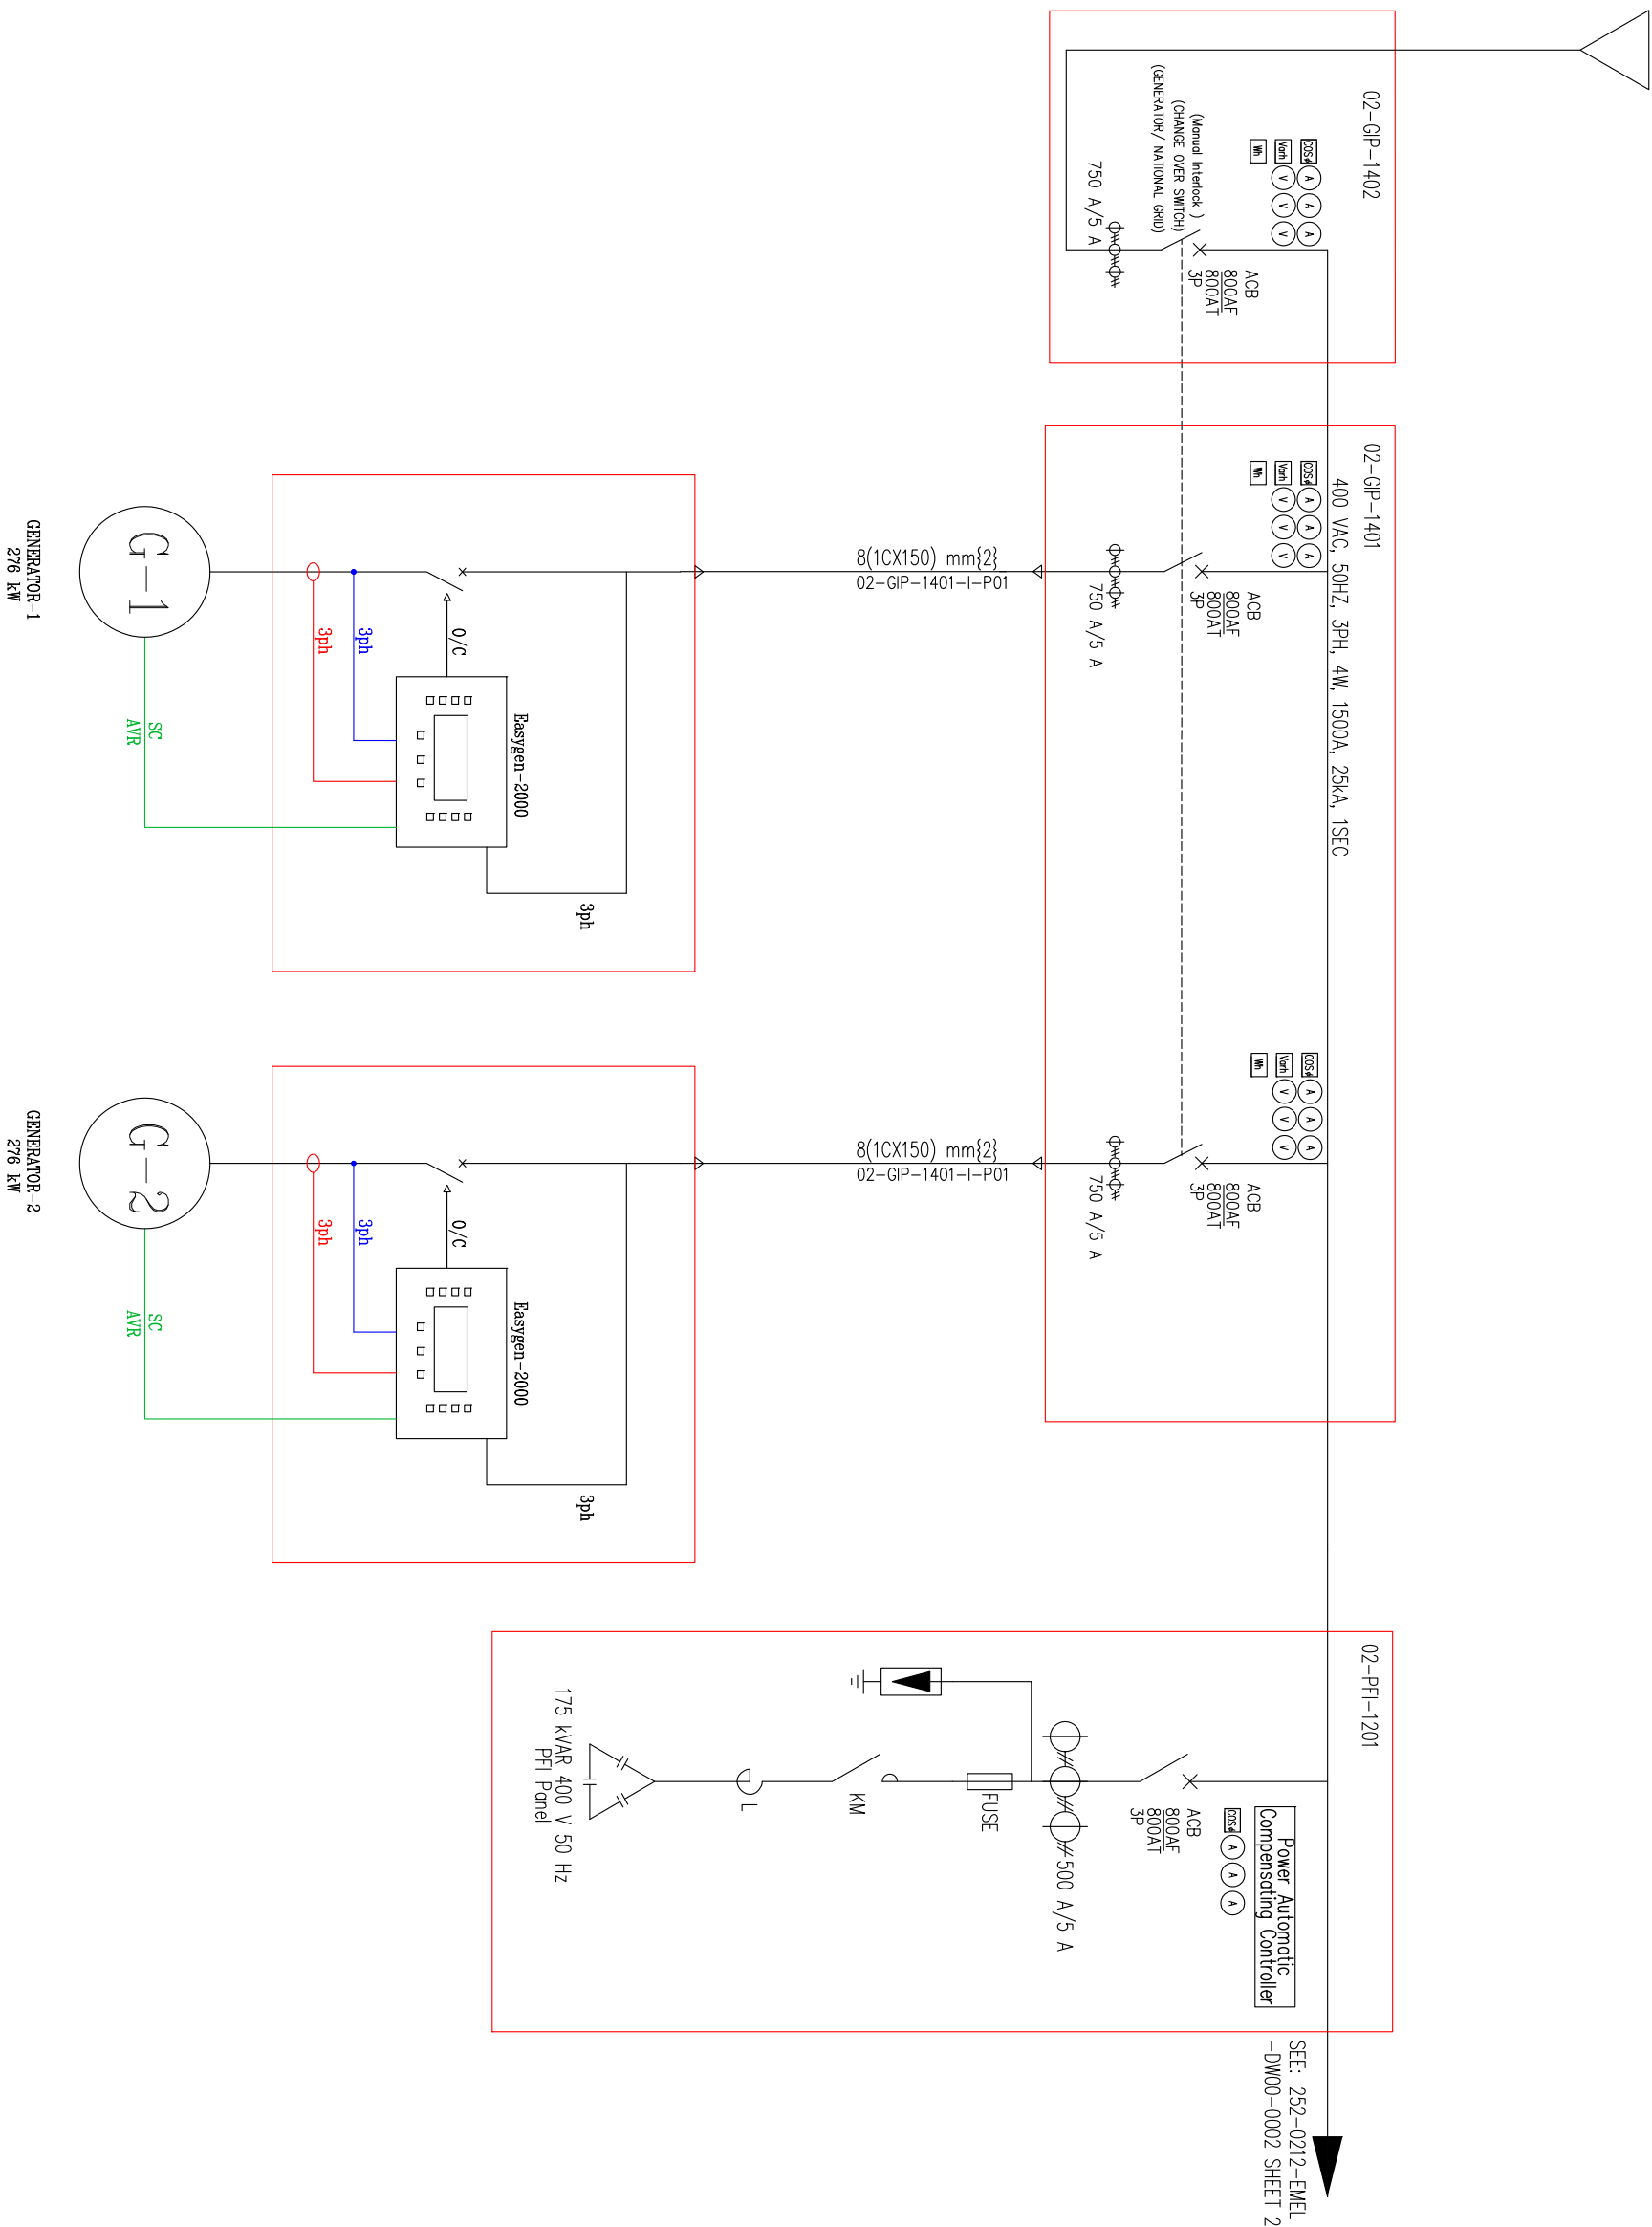 02-GIP-1402
COSφ A A A
Varh V V V
Wh
ACB
800AF
800AT
3P
(Manual Interlock )
(CHANGE OVER SWITCH)
(GENERATOR/ NATIONAL GRID)
750 A/5 A
02-GIP-1401
400 VAC, 50HZ, 3PH, 4W, 1500A, 25kA, 1SEC
COSφ A A A
Varh V V V
Wh
ACB
800AF
800AT
3P
750 A/5 A
8(1CX150) mm{2}
02-GIP-1401-I-P01
COSφ A A A
Varh V V V
Wh
ACB
800AF
800AT
3P
750 A/5 A
8(1CX150) mm{2}
02-GIP-1401-I-P01
3ph
Easygen-2000
O/C
3ph
3ph
SC
AVR
G-1
GENERATOR-1
276 kW
3ph
Easygen-2000
O/C
3ph
3ph
SC
AVR
G-2
GENERATOR-2
276 kW
02-PFI-1201
Power Automatic
Compensating Controller
COSφ A A A
ACB
800AF
800AT
3P
500 A/5 A
FUSE
KM
L
175 kVAR 400 V 50 Hz
PFI Panel
SEE: 252-0212-EMEL
-DW00-0002 SHEET 2